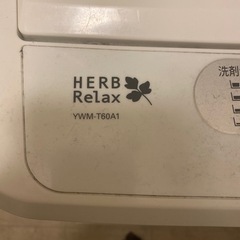 HERB
Relax
YWM-T60A1
洗剤